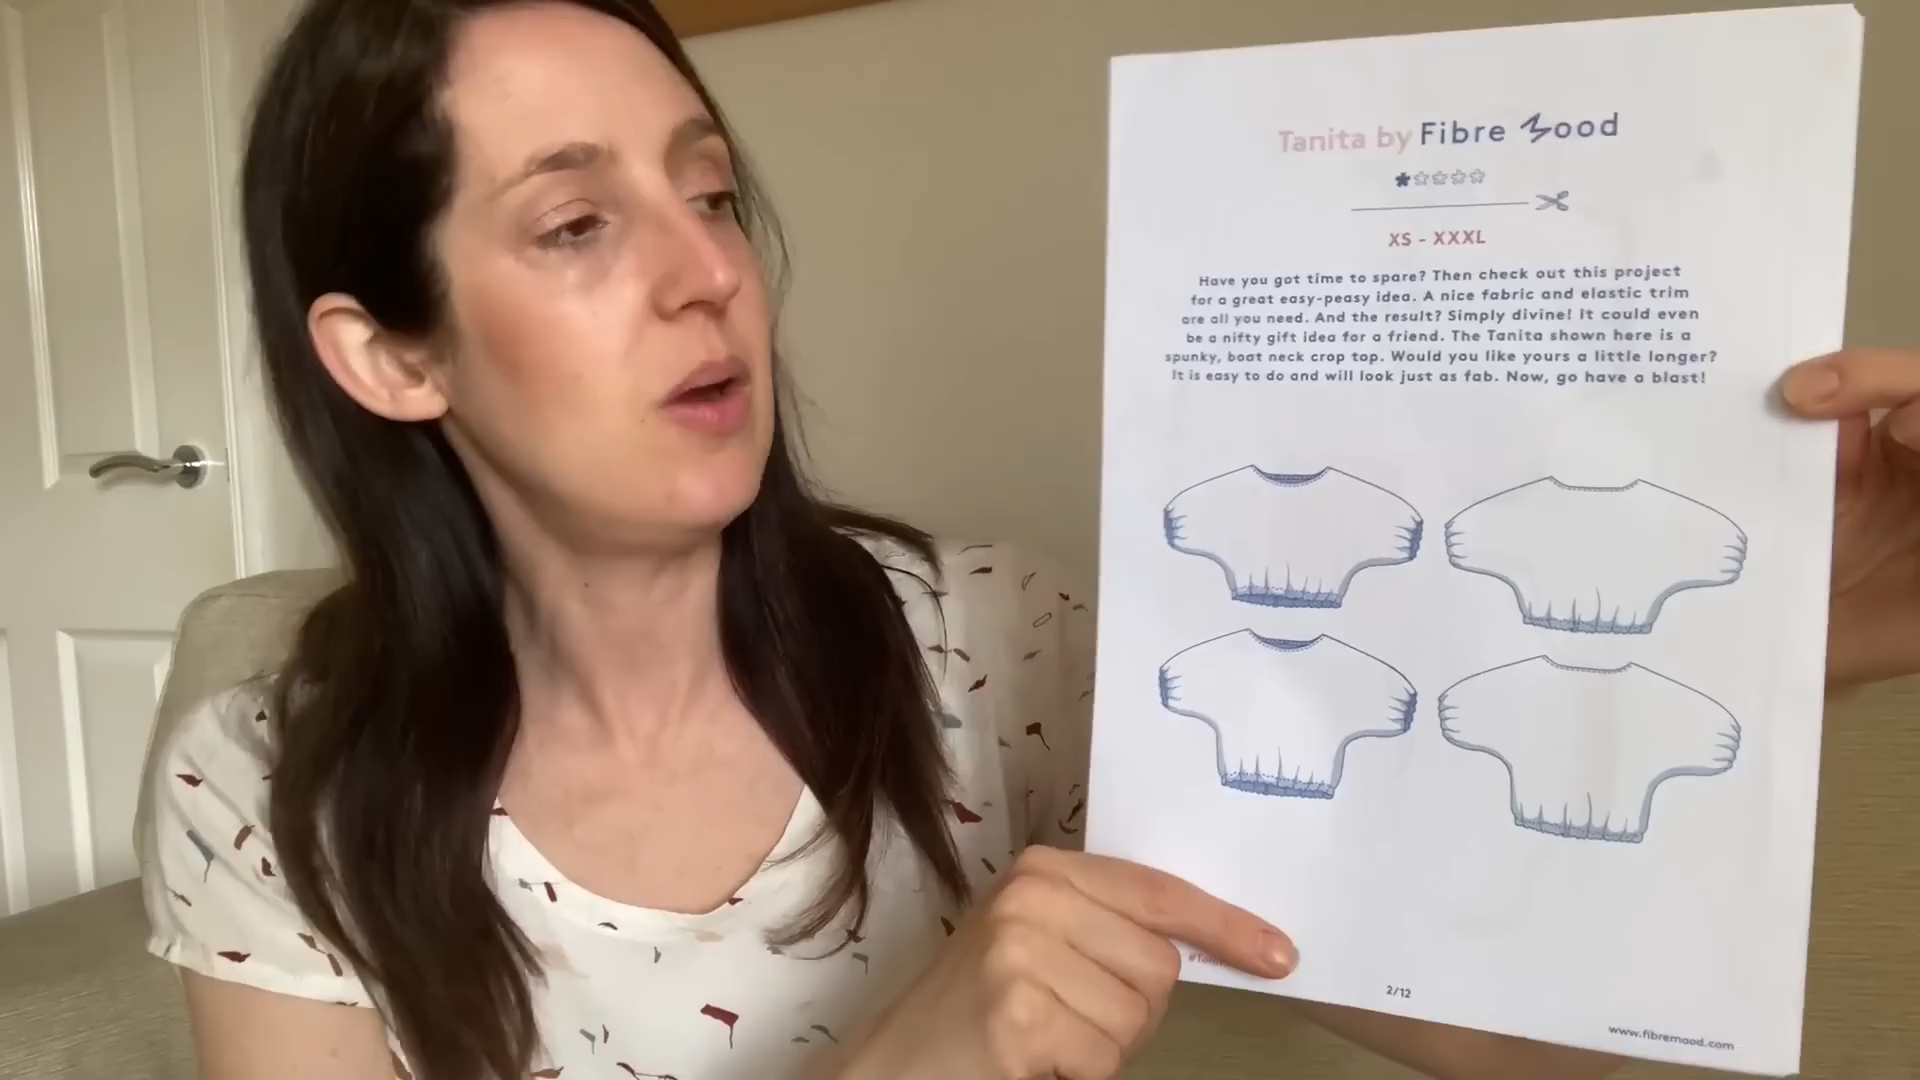 Tanita by Fibre Mood
XS - XXXL
Have you got time to spare? Then check out this project
for a great easy-peasy idea. A nice fabric and elastic trim
are all you need. And the result? Simply divine! It could even
be a nifty gift idea for a friend. The Tanita shown here is a
spunky, boat neck crop top. Would you like yours a little longer?
It is easy to do and will look just as fab. Now, go have a blast!
2/12
www.fibremood.com